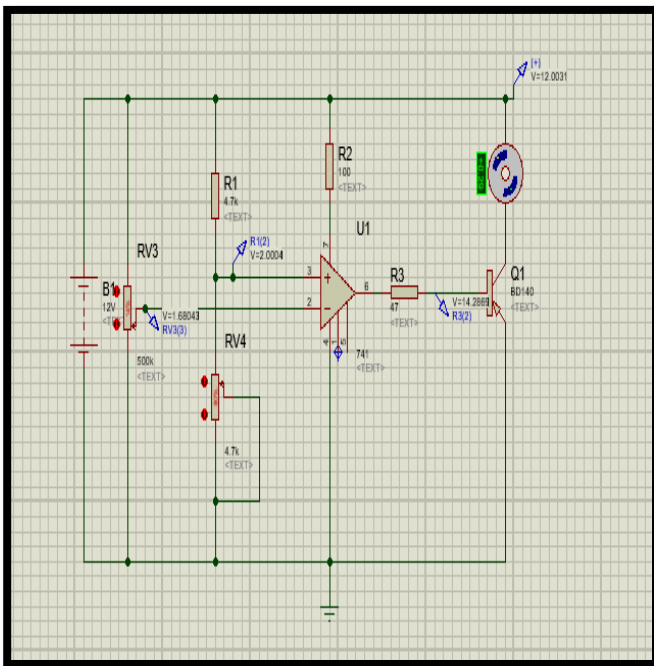 (+)
V=12.0031
R2
100
<TEXT>
R1
4.7k
<TEXT>
U1
R1(2)
V=2.0004
7
RV3
3
6
R3
Q1
B1
12V
2
BD140
<TEXT>
V=1.68043
RV3(3)
47
<TEXT>
V=14.2869
R3(2)
RV4
4
1
5
741
<TEXT>
500k
<TEXT>
4.7k
<TEXT>